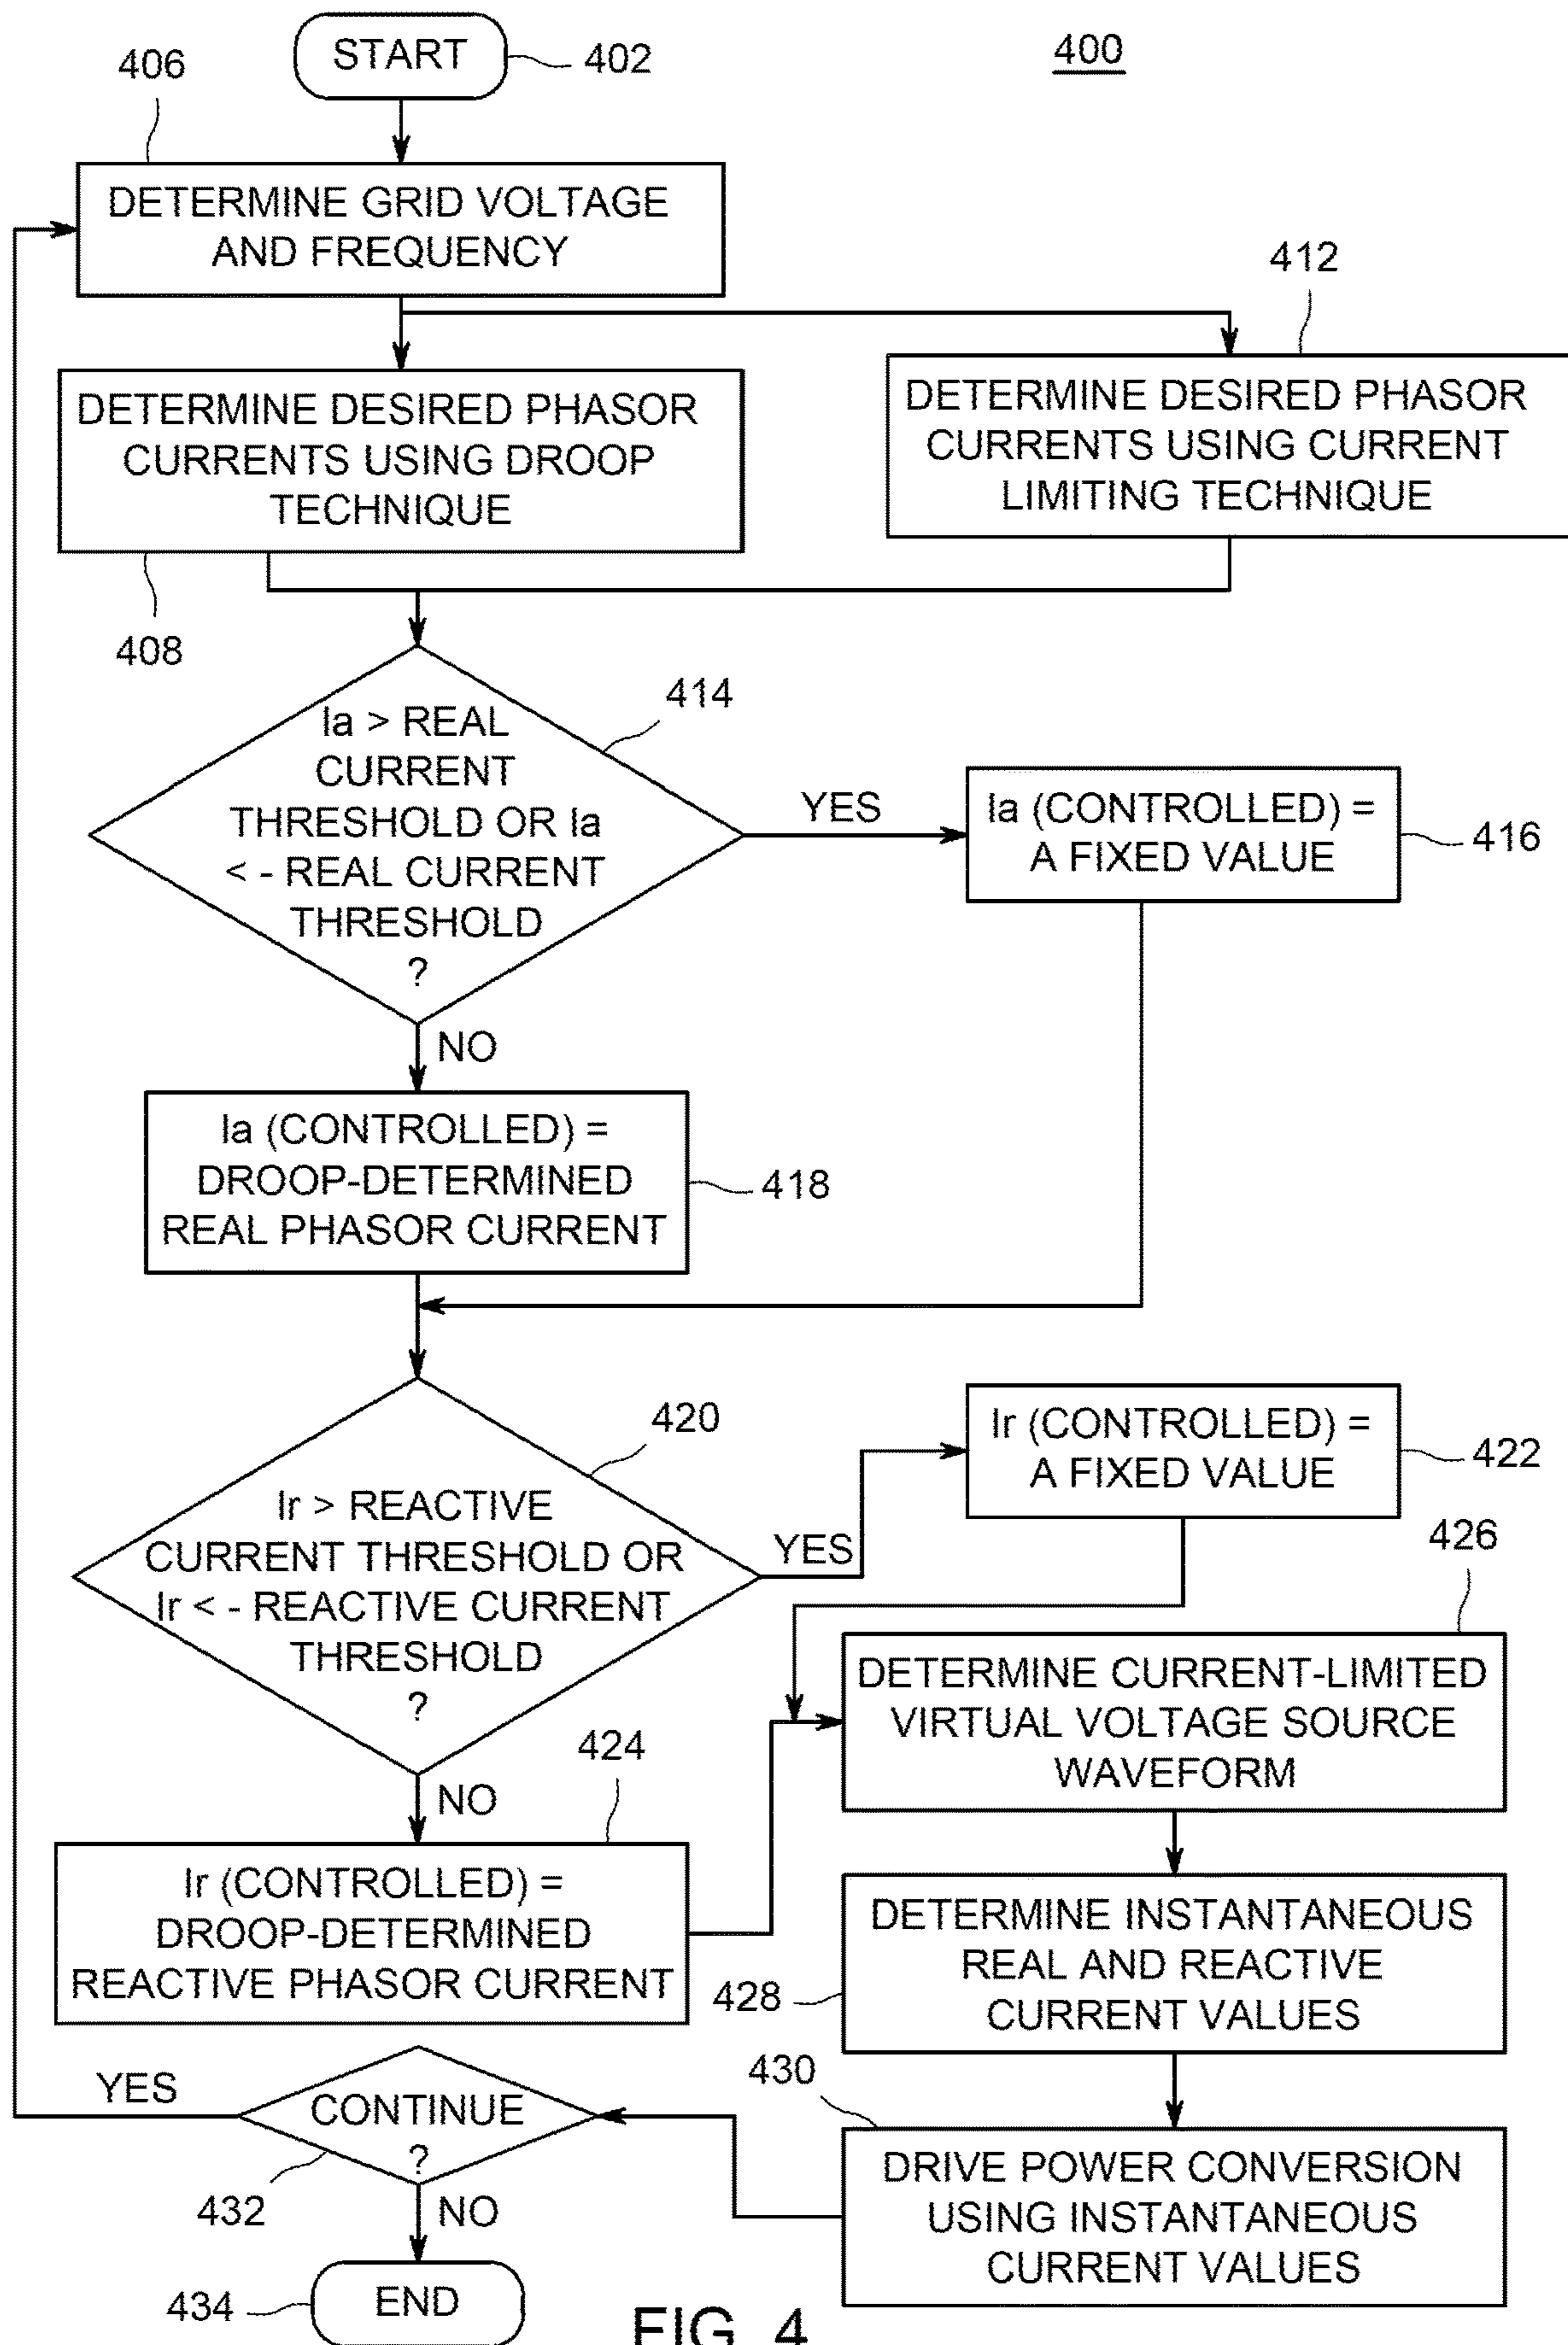 400
START
402
406
DETERMINE GRID VOLTAGE
AND FREQUENCY
412
DETERMINE DESIRED PHASOR
CURRENTS USING DROOP
TECHNIQUE
408
DETERMINE DESIRED PHASOR
CURRENTS USING CURRENT
LIMITING TECHNIQUE
414
Ia > REAL
CURRENT
THRESHOLD OR Ia
< - REAL CURRENT
THRESHOLD
?
YES
Ia (CONTROLLED) =
A FIXED VALUE
416
NO
Ia (CONTROLLED) =
DROOP-DETERMINED
REAL PHASOR CURRENT
418
420
Ir > REACTIVE
CURRENT THRESHOLD OR
Ir < - REACTIVE CURRENT
THRESHOLD
?
YES
Ir (CONTROLLED) =
A FIXED VALUE
422
426
DETERMINE CURRENT-LIMITED
VIRTUAL VOLTAGE SOURCE
WAVEFORM
NO
424
Ir (CONTROLLED) =
DROOP-DETERMINED
REACTIVE PHASOR CURRENT
DETERMINE INSTANTANEOUS
REAL AND REACTIVE
CURRENT VALUES
428
430
DRIVE POWER CONVERSION
USING INSTANTANEOUS
CURRENT VALUES
YES
CONTINUE
?
432
NO
END
434
FIG. 4